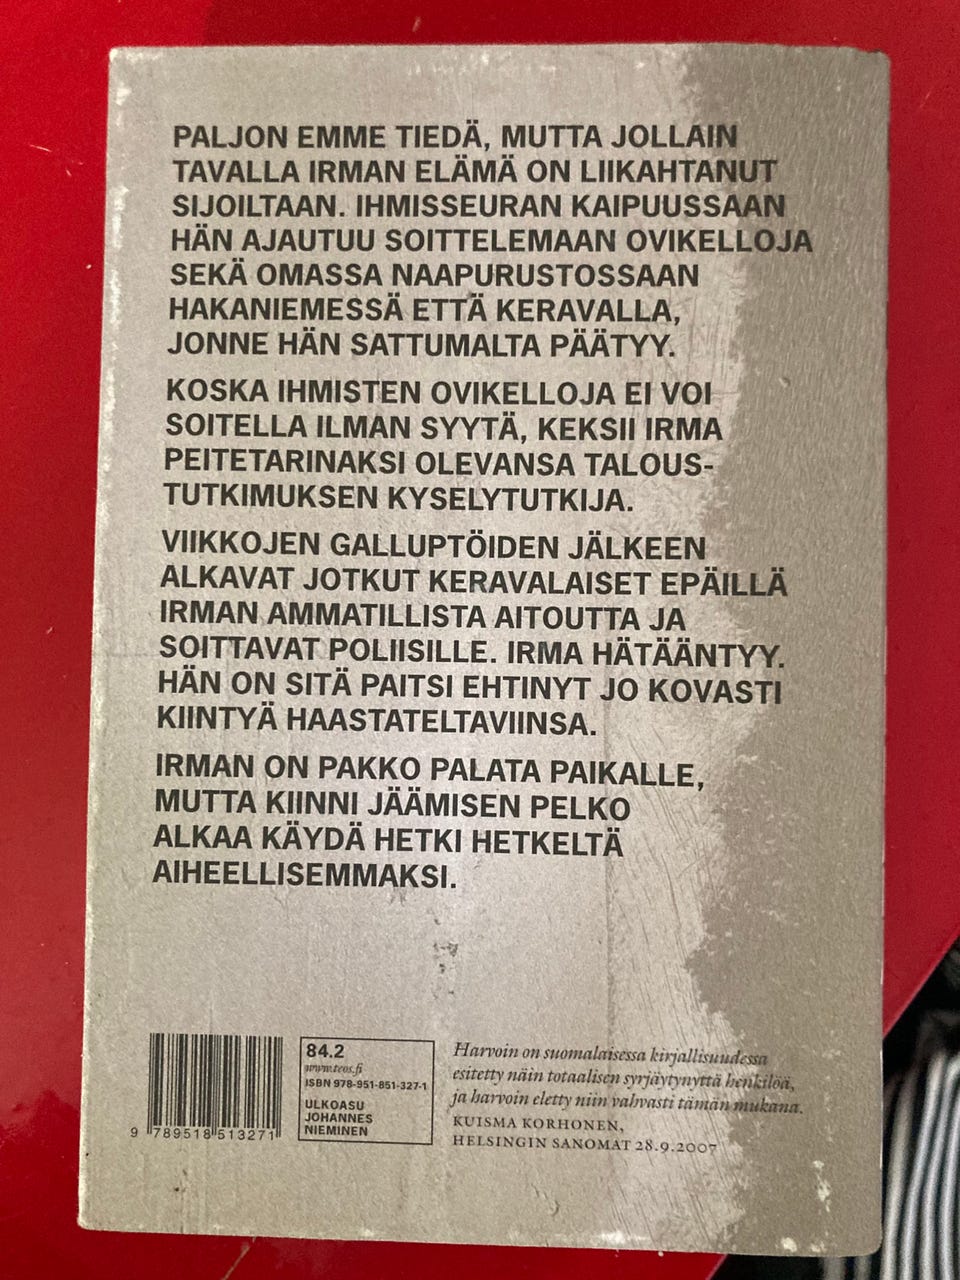 PALJON EMME TIEDÄ, MUTTA JOLLAIN
TAVALLA IRMAN ELÄMÄ ON LIIKAHTANUT
SIJOILTAAN. IHMISSEURAN KAIPUUSSAAN
HÄN AJAUTUU SOITTELEMAAN OVIKELLOJA
SEKÄ OMASSA NAAPURUSTOSSAAN
HAKANIEMESSÄ ETTÄ KERAVALLA,
JONNE HÄN SATTUMALTA PÄÄTYY.
KOSKA IHMISTEN OVIKELLOJA EI VOI
SOITELLA ILMAN SYYTÄ, KEKSII IRMA
PEITETARINAKSI OLEVANSA TALOUS-
TUTKIMUKSEN KYSELYTUTKIJA.
VIIKKOJEN GALLUPTÖIDEN JÄLKEEN
ALKAVAT JOTKUT KERAVALAISET EPÄILLÄ
IRMAN AMMATILLISTA AITOUTTA JA
SOITTAVAT POLIISILLE. IRMA HÄTÄÄNTYY.
HÄN ON SITÄ PAITSI EHTINYT JO KOVASTI
KIINTYÄ HAASTATELTAVIINSA.
IRMAN ON PAKKO PALATA PAIKALLE,
MUTTA KIINNI JÄÄMISEN PELKO
ALKAA KÄYDÄ HETKI HETKELTÄ
AIHEELLISEMMAKSI.
9 789518 513271
84.2
www.teos.fi
ISBN 978-951-851-327-1
ULKOASU
JOHANNES
NIEMINEN
Harvoin on suomalaisessa kirjallisuudessa
esitetty näin totaalisen syrjäytynyttä henkilöä,
ja harvoin eletty niin vahvasti tämän mukana.
KUISMA KORHONEN,
HELSINGIN SANOMAT 28.9.2007